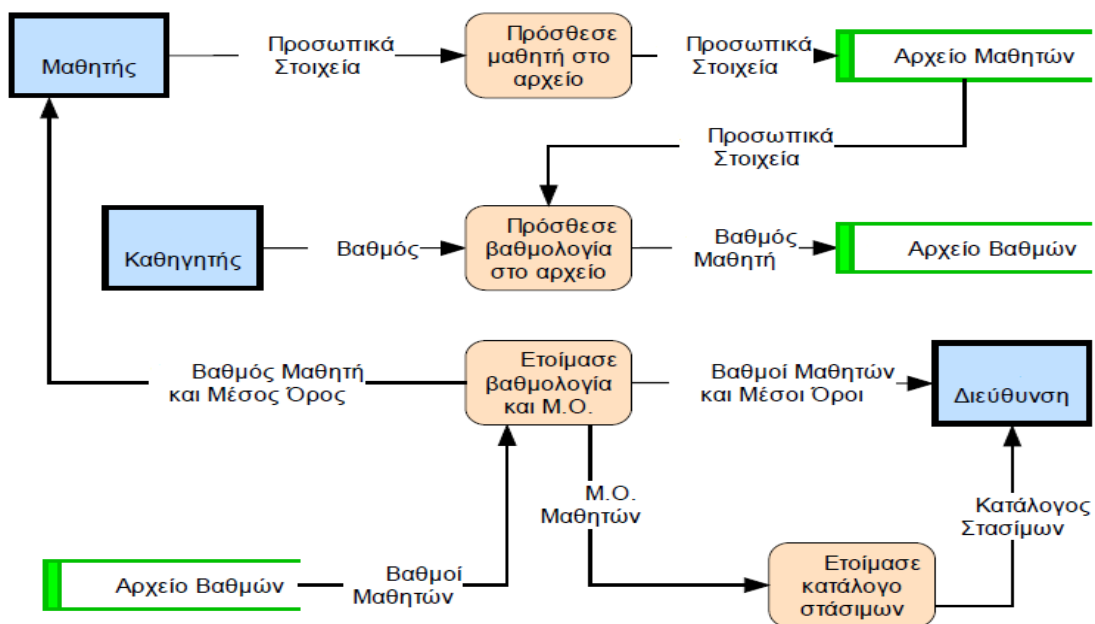 Μαθητής
Προσωπικά
Στοιχεία
Πρόσθεσε
μαθητή στο
αρχείο
Προσωπικά
Στοιχεία
Αρχείο Μαθητών
Προσωπικά
Στοιχεία
Καθηγητής
Βαθμός
Πρόσθεσε
βαθμολογία
στο αρχείο
Βαθμός
Μαθητή
Αρχείο Βαθμών
Βαθμός Μαθητή
και Μέσος Όρος
Ετοίμασε
βαθμολογία
και Μ.Ο.
Βαθμοί Μαθητών
και Μέσοι Όροι
Διεύθυνση
Μ.Ο.
Μαθητών
Κατάλογος
Στασίμων
Αρχείο Βαθμών
Βαθμοί
Μαθητών
Ετοίμασε
κατάλογο
στάσιμων